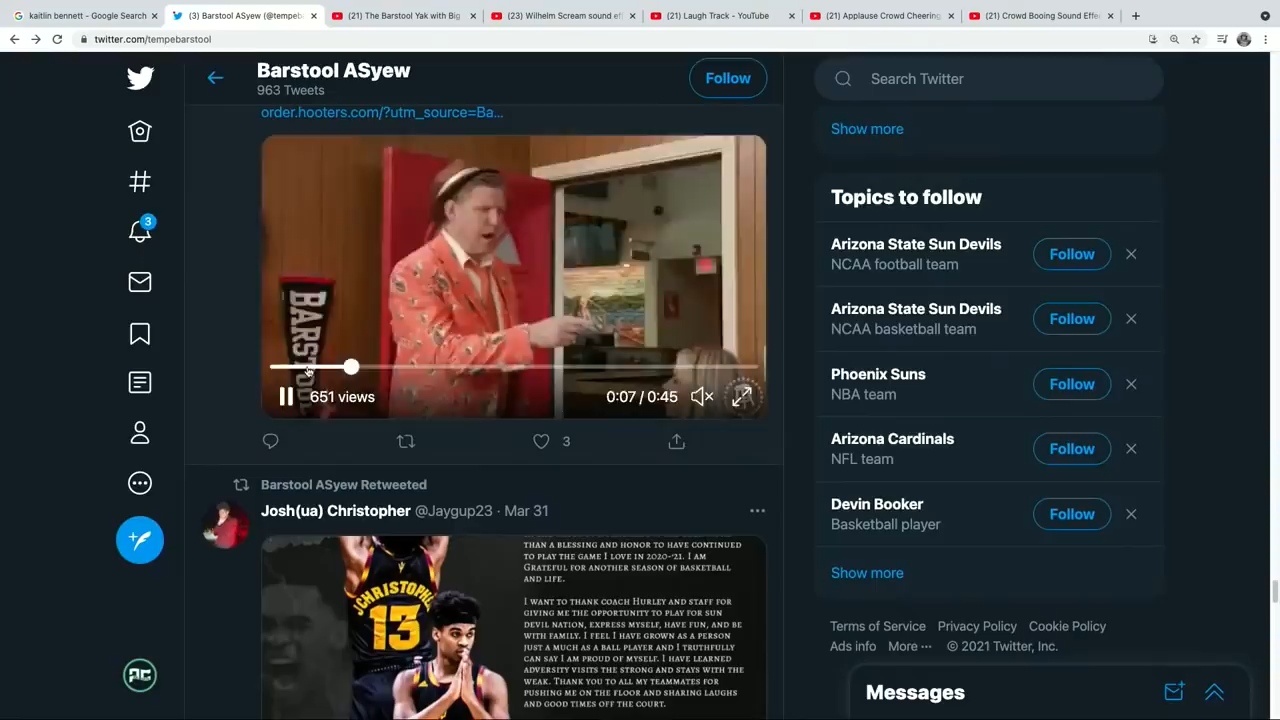 kaitlin bennett - Google Search
(3) Barstool ASyew (@tempeb
(21) The Barstool Yak with Big
(23) Wilhelm Scream sound ef
(21) Laugh Track - YouTube
(21) Applause Crowd Cheering
(21) Crowd Booing Sound Effe
twitter.com/tempebarstool
Barstool ASyew
963 Tweets
Follow
Search Twitter
order.hooters.com/?utm_source=Ba...
Show more
Topics to follow
Arizona State Sun Devils
NCAA football team
Follow
3
Arizona State Sun Devils
NCAA basketball team
Follow
BARSTOOL
Phoenix Suns
NBA team
Follow
651 views
0:07 / 0:45
Arizona Cardinals
NFL team
Follow
3
Barstool ASyew Retweeted
Josh(ua) Christopher @Jaygup23 · Mar 31
Devin Booker
Basketball player
Follow
THAN A BLESSING AND HONOR TO HAVE CONTINUED
TO PLAY THE GAME I LOVE IN 2020-'21. I AM
GRATEFUL FOR ANOTHER SEASON OF BASKETBALL
AND LIFE.
I WANT TO THANK COACH HURLEY AND STAFF FOR
GIVING ME THE OPPORTUNITY TO PLAY FOR SUN
DEVIL NATION, EXPRESS MYSELF, HAVE FUN, AND BE
WITH FAMILY. I FEEL I HAVE GROWN AS A PERSON
JUST A MUCH AS A BALL PLAYER AND I TRUTHFULLY
CAN SAY I AM PROUD OF MYSELF. I HAVE LEARNED
ADVERSITY VISITS THE STRONG AND STAYS WITH THE
WEAK. THANK YOU TO ALL MY TEAMMATES FOR
PUSHING ME ON THE FLOOR AND SHARING LAUGHS
AND GOOD TIMES OFF THE COURT.
JCHRISTOPHER
13
Show more
Terms of Service Privacy Policy Cookie Policy
Ads info More ··· © 2021 Twitter, Inc.
Messages